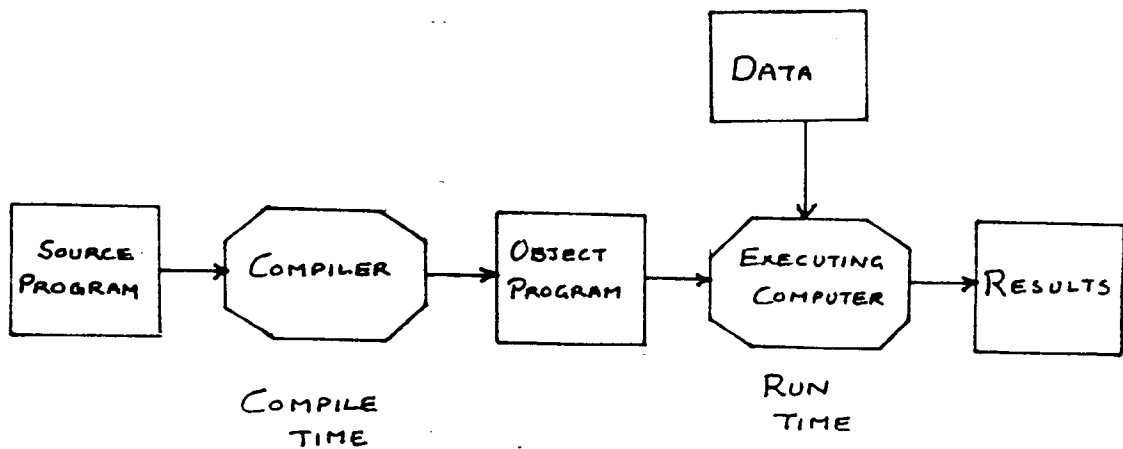 DATA
SOURCE
PROGRAM
COMPILER
OBJECT
PROGRAM
EXECUTING
COMPUTER
RESULTS
COMPILE
TIME
RUN
TIME